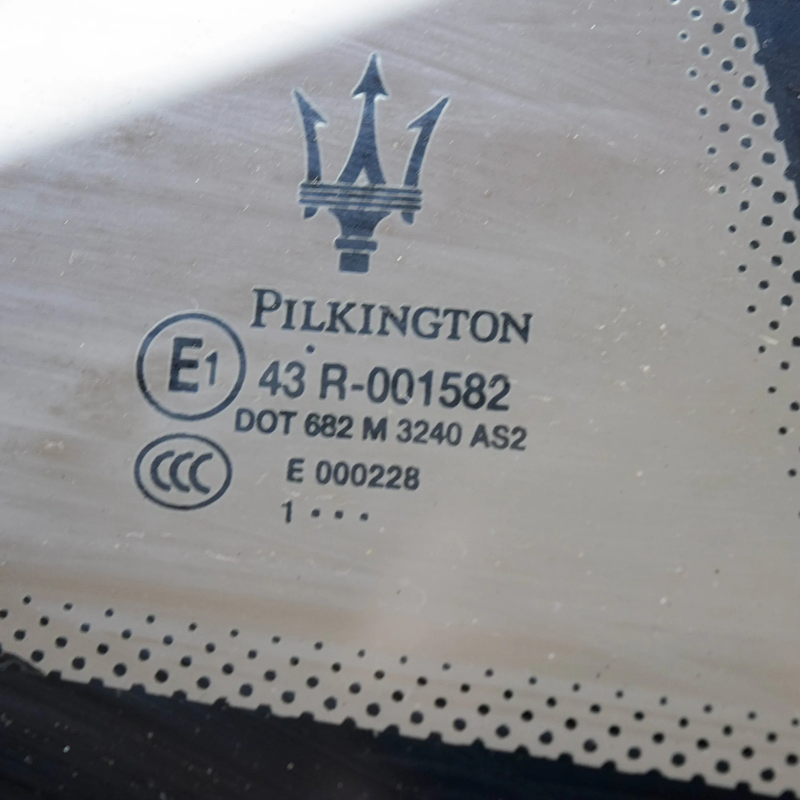 PILKINGTON
E1 43 R-001582
DOT 682 M 3240 AS2
CCC E 000228
1 • • •